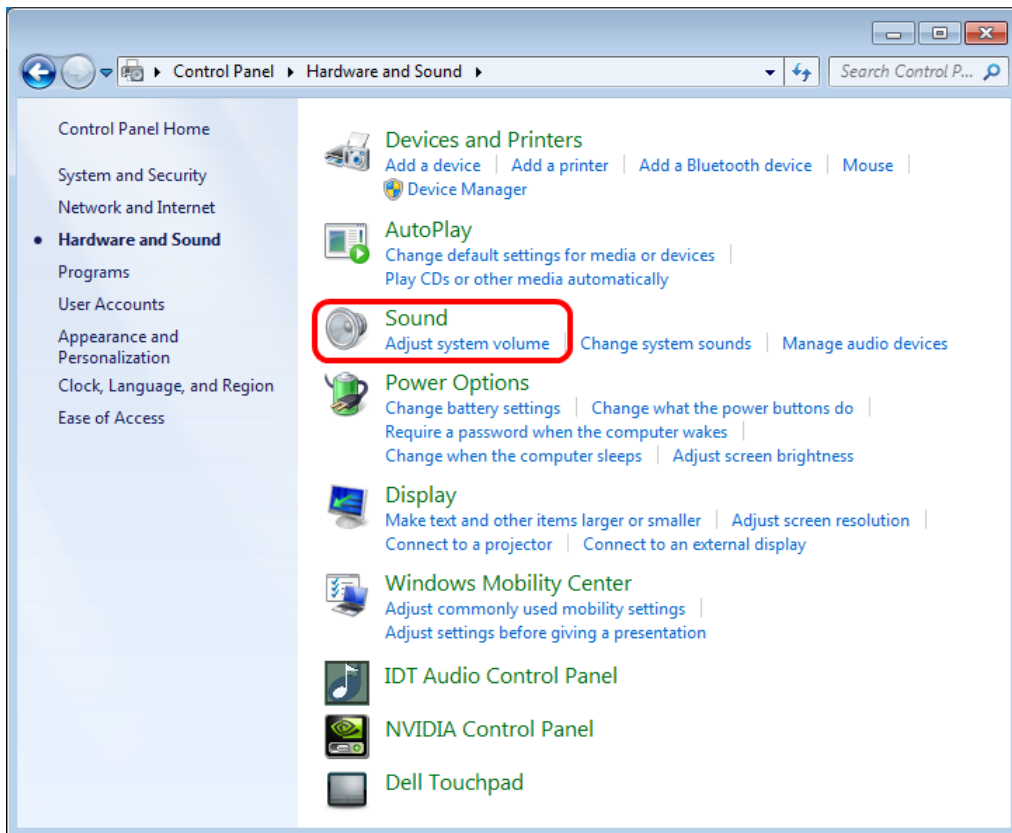 Control Panel Hardware and Sound Search Control P...
Control Panel Home
System and Security
Network and Internet
Hardware and Sound
Programs
User Accounts
Appearance and
Personalization
Clock, Language, and Region
Ease of Access
Devices and Printers
Add a device Add a printer Add a Bluetooth device Mouse
Device Manager
AutoPlay
Change default settings for media or devices
Play CDs or other media automatically
Sound
Adjust system volume Change system sounds Manage audio devices
Power Options
Change battery settings Change what the power buttons do
Require a password when the computer wakes
Change when the computer sleeps Adjust screen brightness
Display
Make text and other items larger or smaller Adjust screen resolution
Connect to a projector Connect to an external display
Windows Mobility Center
Adjust commonly used mobility settings
Adjust settings before giving a presentation
IDT Audio Control Panel
NVIDIA Control Panel
Dell Touchpad